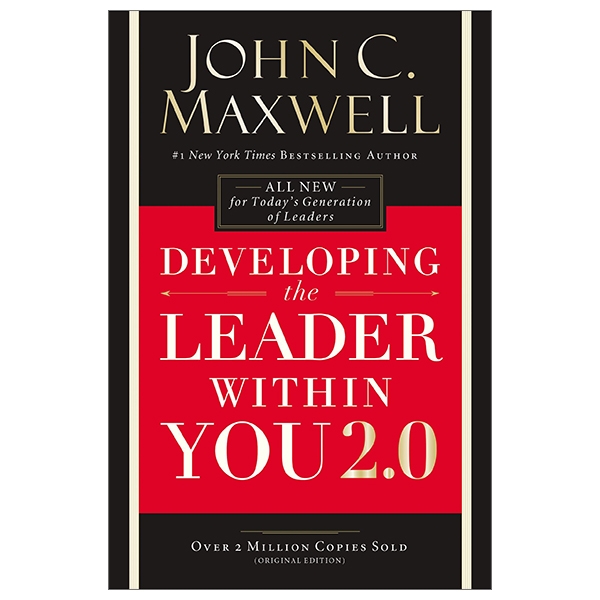 JOHN C.
MAXWELL
#1 New York Times BESTSELLING AUTHOR
ALL NEW
for Today's Generation
of Leaders
DEVELOPING
the
LEADER
WITHIN
YOU 2.0
OVER 2 MILLION COPIES SOLD
(ORIGINAL EDITION)